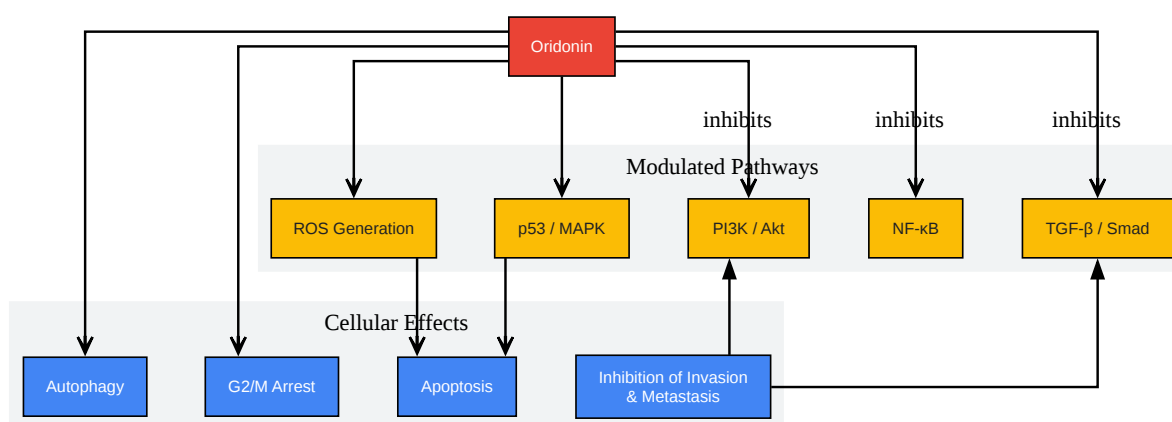 Oridonin
inhibits
inhibits
inhibits
Modulated Pathways
ROS Generation
p53 / MAPK
PI3K / Akt
NF-κB
TGF-β / Smad
Cellular Effects
Autophagy
G2/M Arrest
Apoptosis
Inhibition of Invasion
& Metastasis